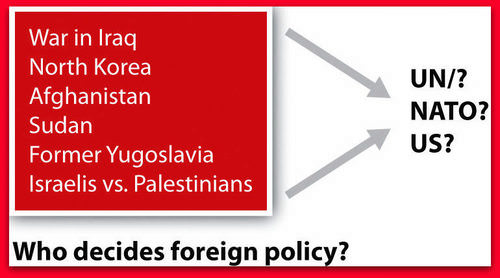 War in Iraq
North Korea
Afghanistan
Sudan
Former Yugoslavia
Israelis vs. Palestinians
UN/?
NATO?
US?
Who decides foreign policy?